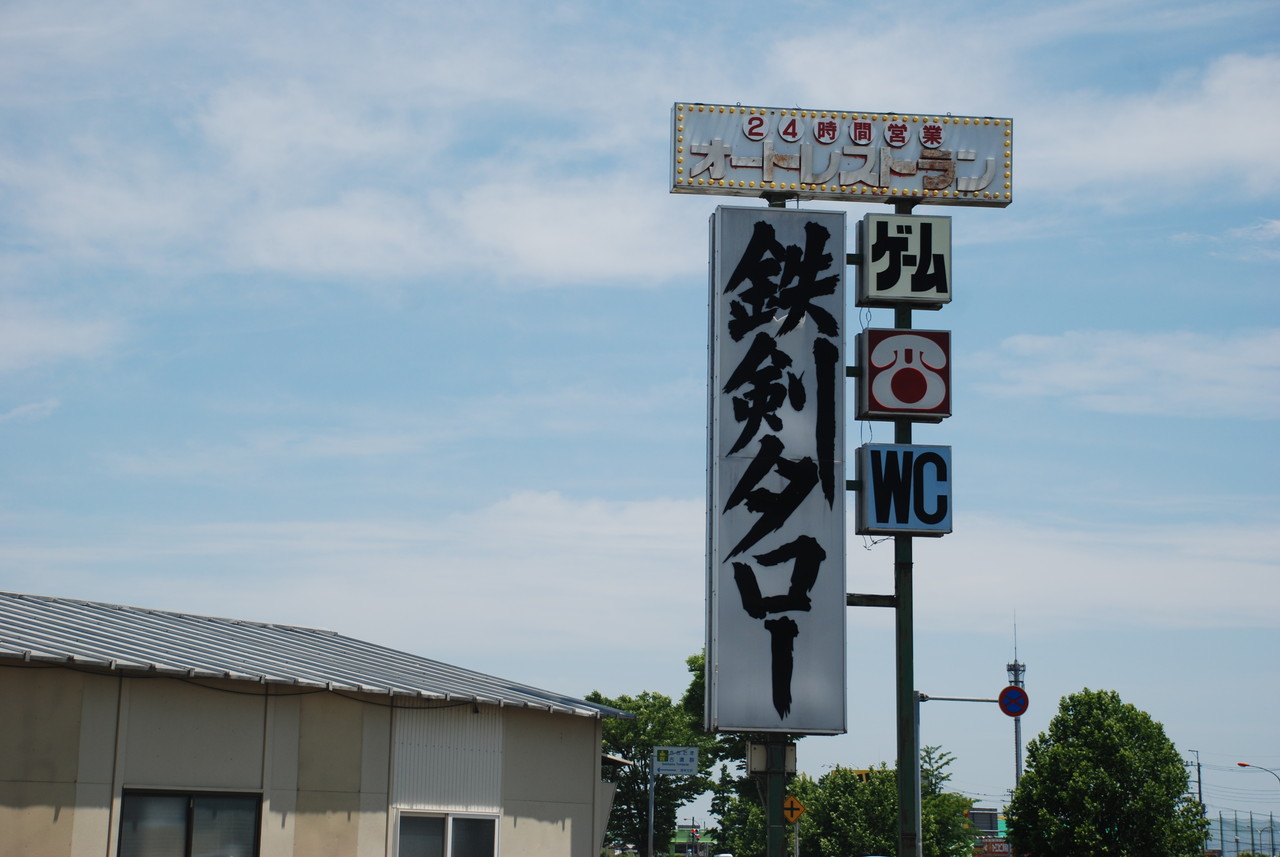 24時間営業
オートレストラン
鉄剣タロー
ゲーム
WC